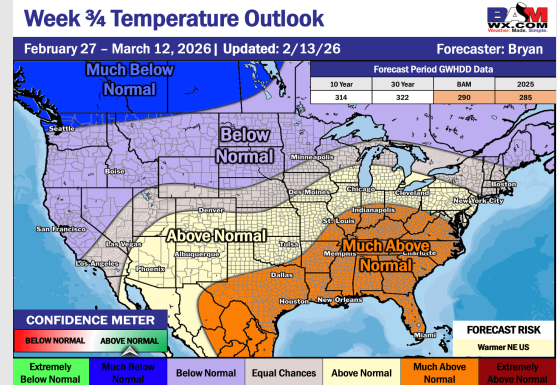 Week ¾ Temperature Outlook
BAM
WX.COM
Weather. Made. Simple.
February 27 – March 12, 2026| Updated: 2/13/26
Forecaster: Bryan
Forecast Period GWHDD Data
10 Year 30 Year BAM 2025
314 322 290 285
Much Below
Normal
Seattle
Below
Normal
Minneapolis
Boise
Boston
Des Moines
Chicago
Cleveland
New York City
Denver
Indianapolis
San Francisco
St. Louis
Above Normal
Las Vegas
Much Above
Normal
Tulsa
Albuquerque
Memphis
Charlotte
Los Angeles
Phoenix
Dallas
Houston
New Orleans
Miami
CONFIDENCE METER
BELOW NORMAL
ABOVE NORMAL
FORECAST RISK
Warmer NE US
Extremely
Below Normal
Much Below
Normal
Below Normal
Equal Chances
Above Normal
Much Above
Normal
Extremely
Above Normal